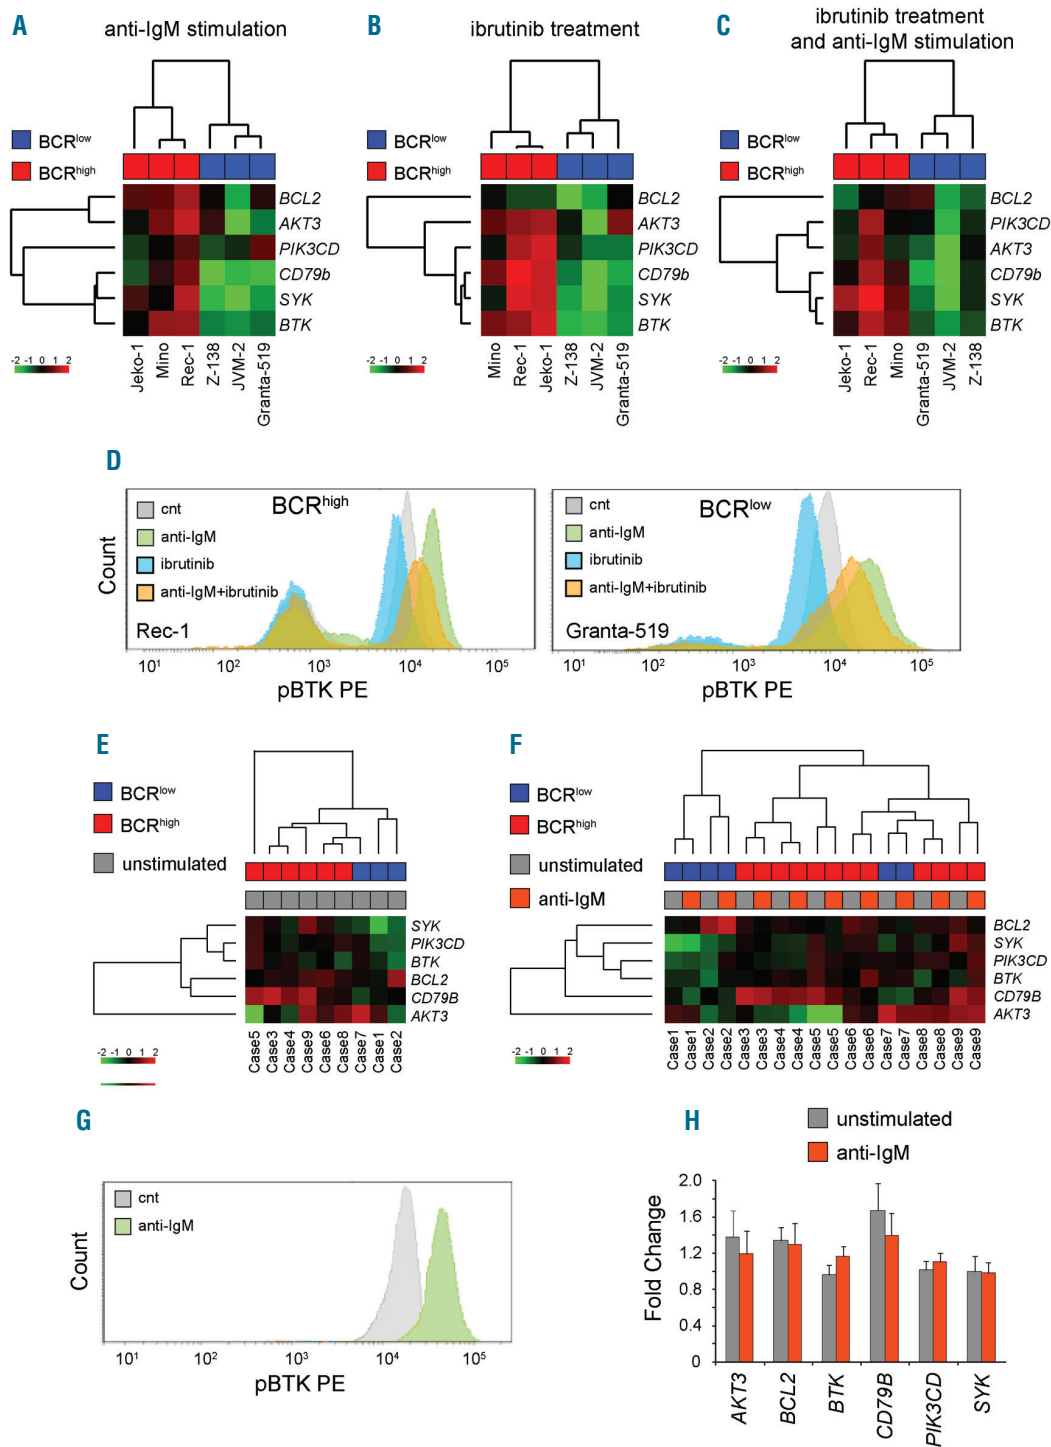 A
anti-IgM stimulation
BCRlow
BCRhigh
BCL2
AKT3
PIK3CD
CD79b
SYK
BTK
-2 -1 0 1 2
Jeko-1
Mino
Rec-1
Z-138
JVM-2
Granta-519
B
ibrutinib treatment
BCRlow
BCRhigh
BCL2
AKT3
PIK3CD
CD79b
SYK
BTK
-2 -1 0 1 2
Mino
Rec-1
Jeko-1
Z-138
JVM-2
Granta-519
C
ibrutinib treatment
and anti-IgM stimulation
BCRlow
BCRhigh
BCL2
PIK3CD
AKT3
CD79b
SYK
BTK
-2 -1 0 1 2
Jeko-1
Rec-1
Mino
Granta-519
JVM-2
Z-138
D
BCRhigh
cnt
anti-IgM
ibrutinib
anti-IgM+ibrutinib
Rec-1
Count
101 102 103 104 105
pBTK PE
BCRlow
cnt
anti-IgM
ibrutinib
anti-IgM+ibrutinib
Granta-519
101 102 103 104 105
pBTK PE
E
BCRlow
BCRhigh
unstimulated
SYK
PIK3CD
BTK
BCL2
CD79B
AKT3
-2 -1 0 1 2
Case5
Case3
Case4
Case9
Case6
Case8
Case7
Case1
Case2
F
BCRlow
BCRhigh
unstimulated
anti-IgM
BCL2
SYK
PIK3CD
BTK
CD79B
AKT3
-2 -1 0 1 2
Case1
Case1
Case2
Case2
Case3
Case3
Case4
Case4
Case5
Case5
Case6
Case6
Case7
Case7
Case8
Case8
Case9
Case9
G
cnt
anti-IgM
Count
101 102 103 104 105
pBTK PE
H
unstimulated
anti-IgM
Fold Change
2.0
1.6
1.2
0.8
0.4
0
AKT3
BCL2
BTK
CD79B
PIK3CD
SYK